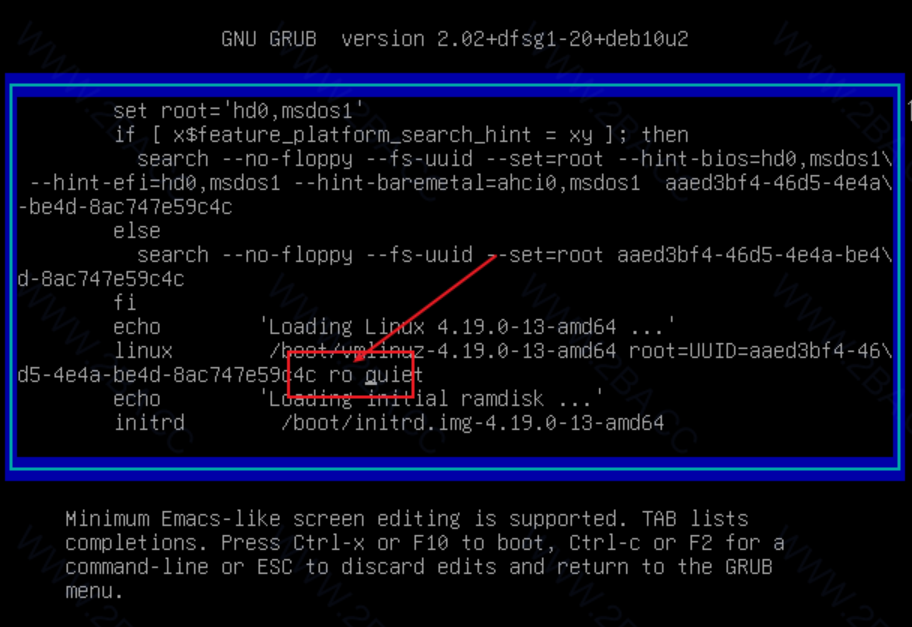 GNU GRUB  version 2.02+dfsg1-20+deb10u2
set root='hd0,msdos1'
if [ x$feature_platform_search_hint = xy ]; then
search --no-floppy --fs-uuid --set=root --hint-bios=hd0,msdos1\
--hint-efi=hd0,msdos1 --hint-baremetal=ahci0,msdos1  aaed3bf4-46d5-4e4a\
-be4d-8ac747e59c4c
else
search --no-floppy --fs-uuid --set=root aaed3bf4-46d5-4e4a-be4\
d-8ac747e59c4c
fi
echo 'Loading Linux 4.19.0-13-amd64 ...'
linux /boot/vmlinuz-4.19.0-13-amd64 root=UUID=aaed3bf4-46\
d5-4e4a-be4d-8ac747e59c4c ro quiet
echo 'Loading initial ramdisk ...'
initrd /boot/initrd.img-4.19.0-13-amd64
Minimum Emacs-like screen editing is supported. TAB lists
completions. Press Ctrl-x or F10 to boot, Ctrl-c or F2 for a
command-line or ESC to discard edits and return to the GRUB
menu.